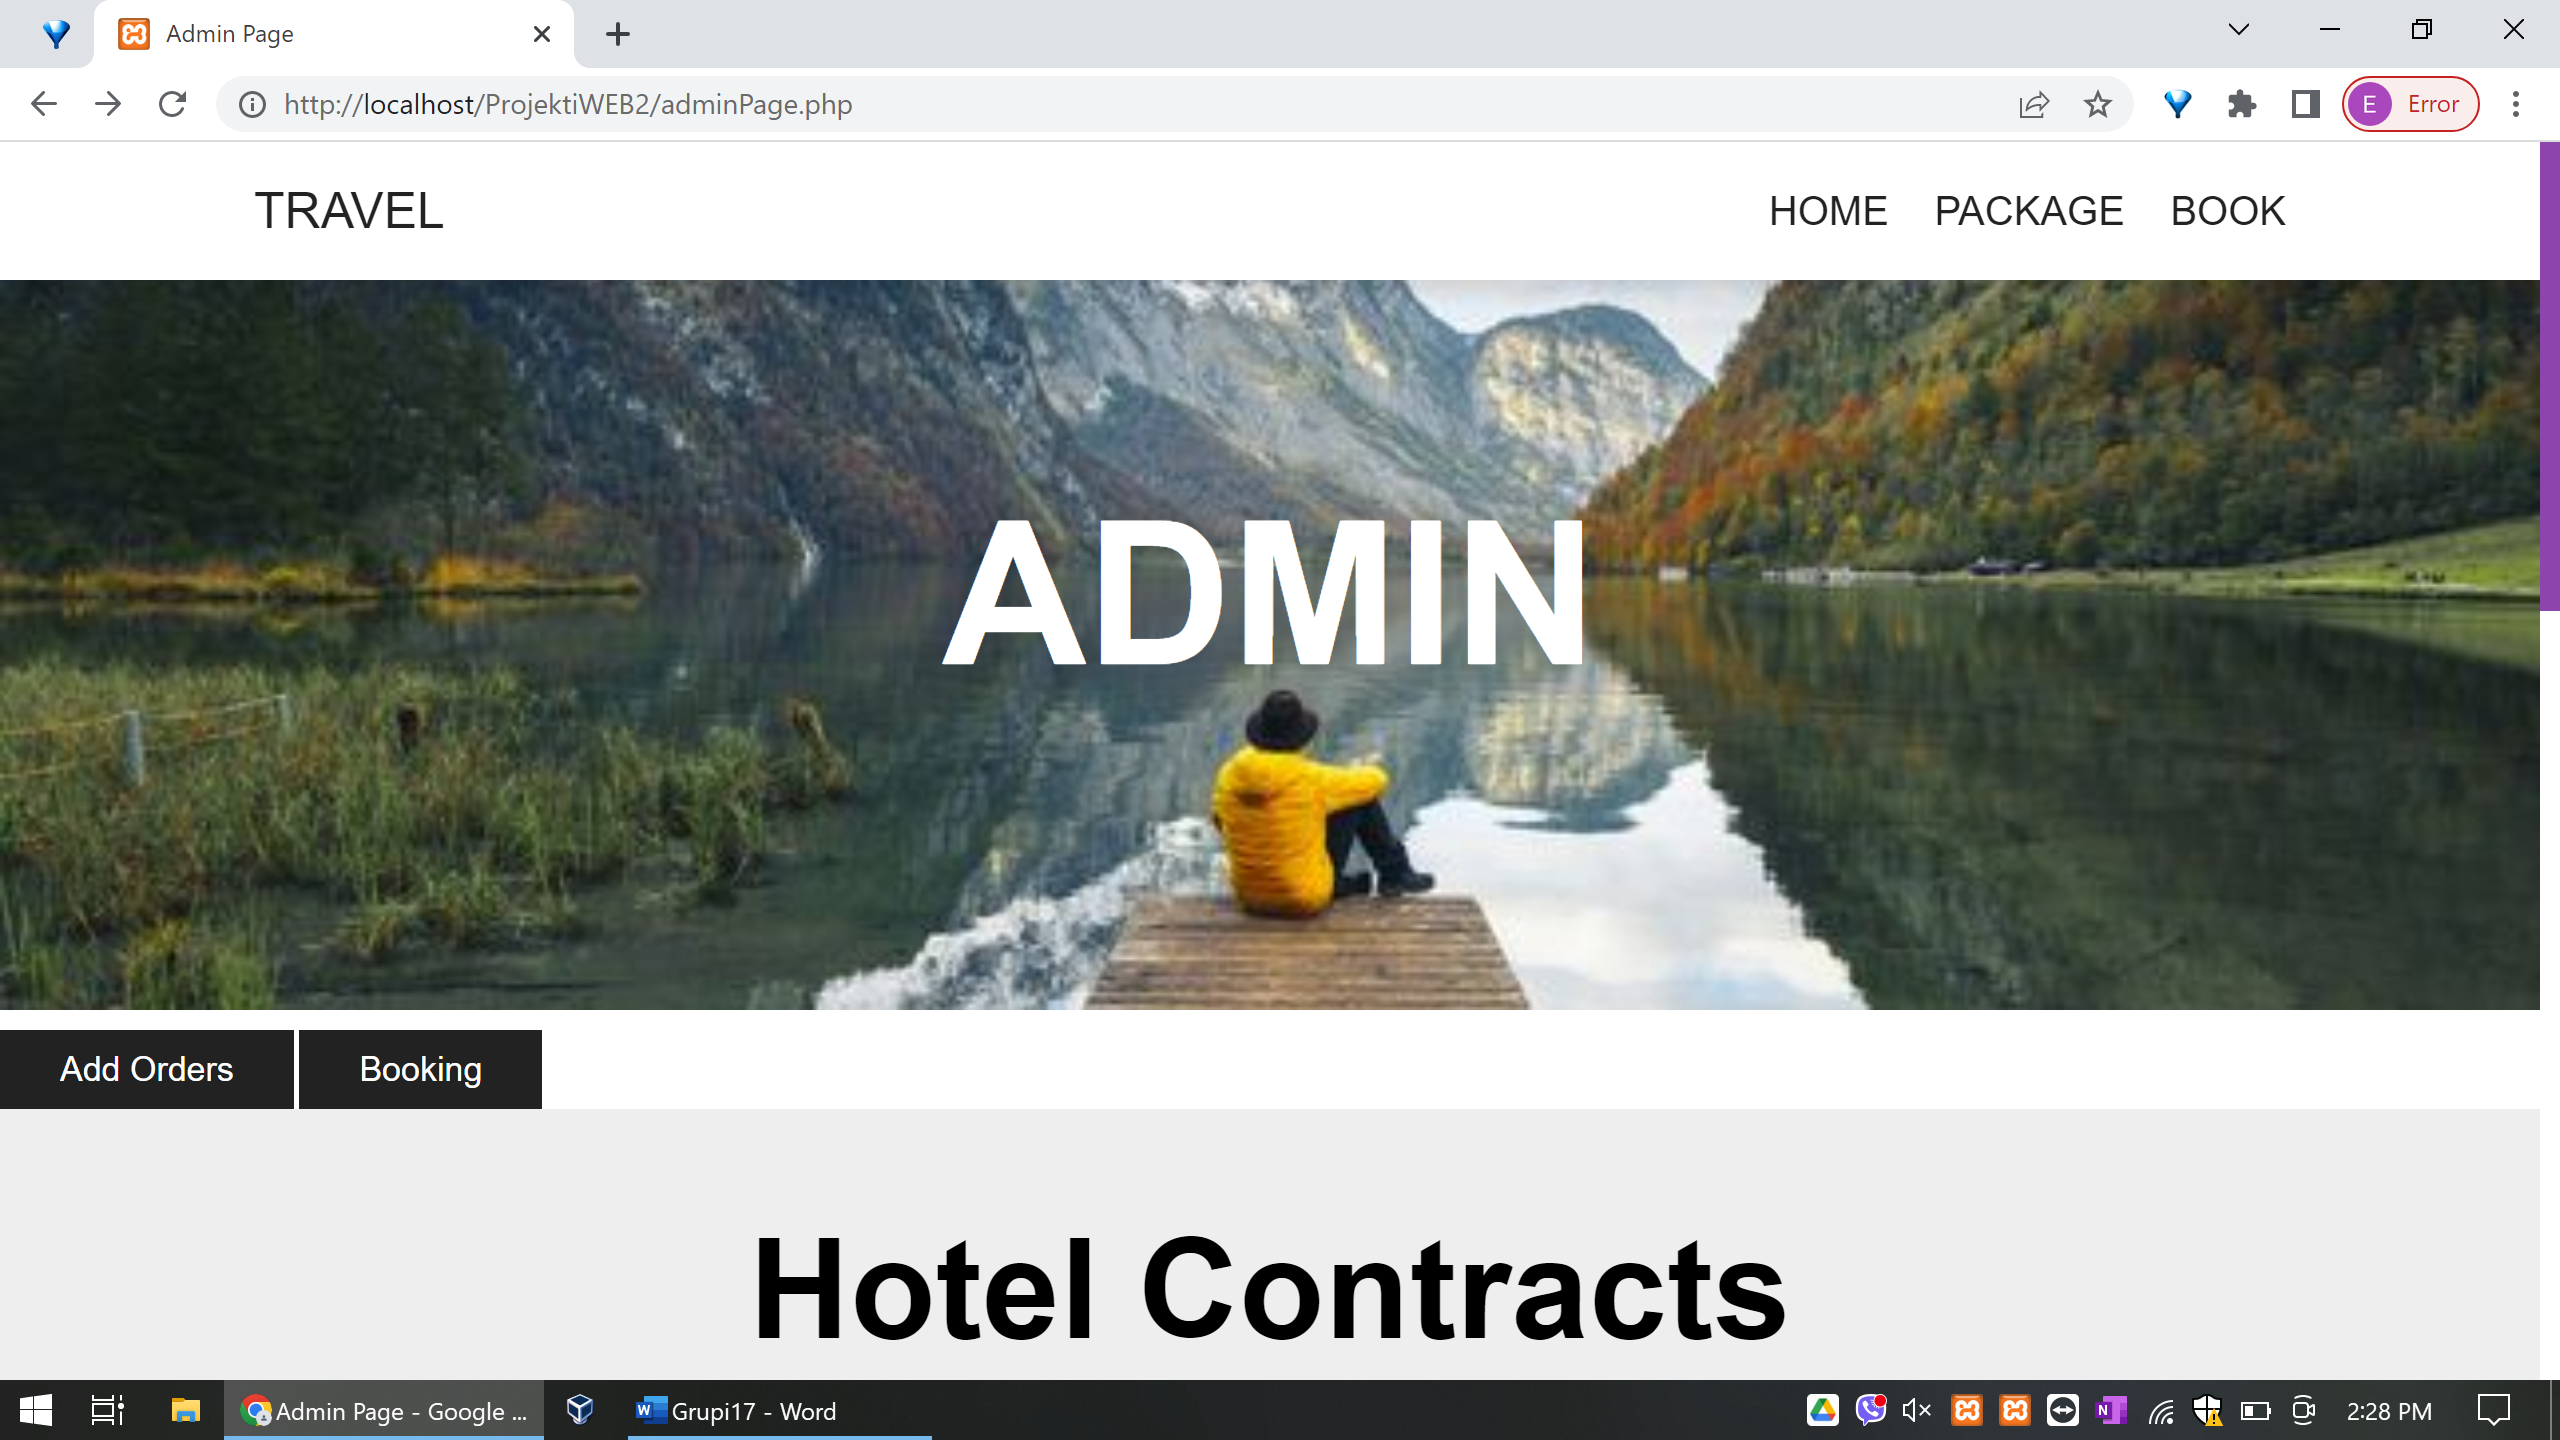 Admin Page
http://localhost/ProjektiWEB2/adminPage.php
E Error
TRAVEL
HOME PACKAGE BOOK
ADMIN
Add Orders Booking
Hotel Contracts
Admin Page - Google ... Grupi17 - Word 2:28 PM